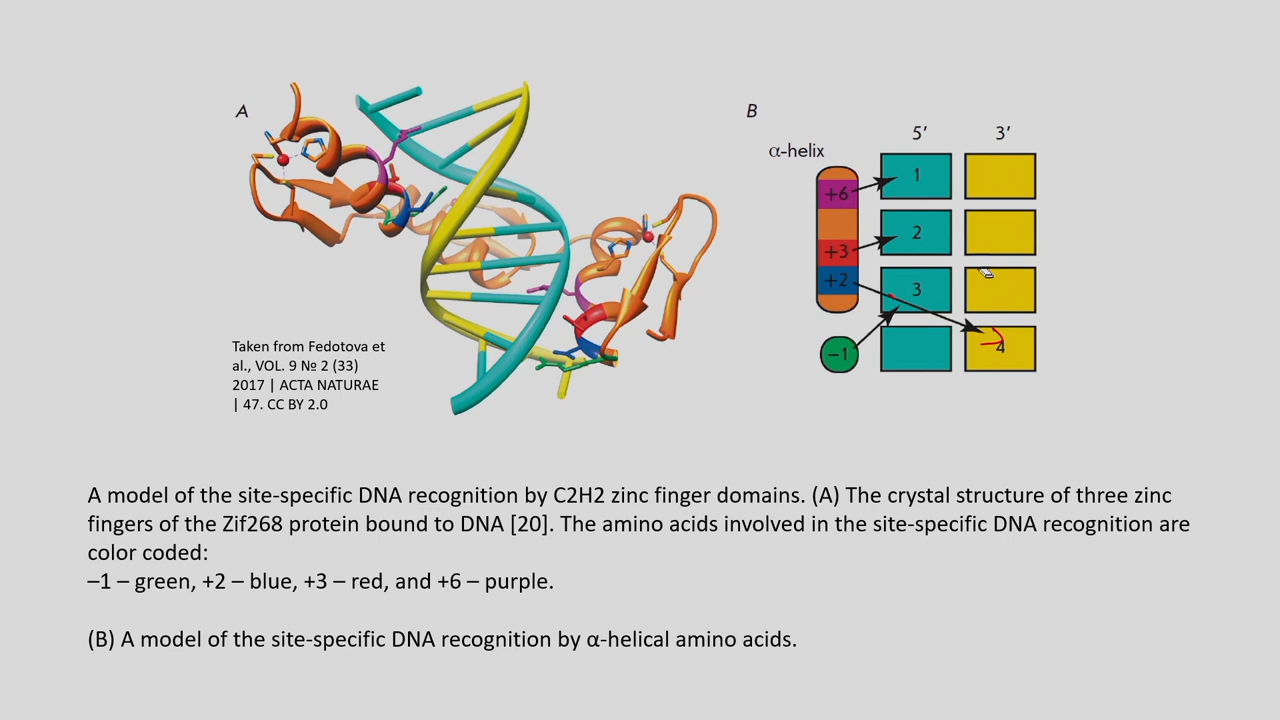 A
B
5′
3′
α-helix
+6
1
+3
2
+2
3
–1
4
Taken from Fedotova et
al., VOL. 9 № 2 (33)
2017 | ACTA NATURAE
| 47. CC BY 2.0
A model of the site-specific DNA recognition by C2H2 zinc finger domains. (A) The crystal structure of three zinc
fingers of the Zif268 protein bound to DNA [20]. The amino acids involved in the site-specific DNA recognition are
color coded:
–1 – green, +2 – blue, +3 – red, and +6 – purple.
(B) A model of the site-specific DNA recognition by α-helical amino acids.